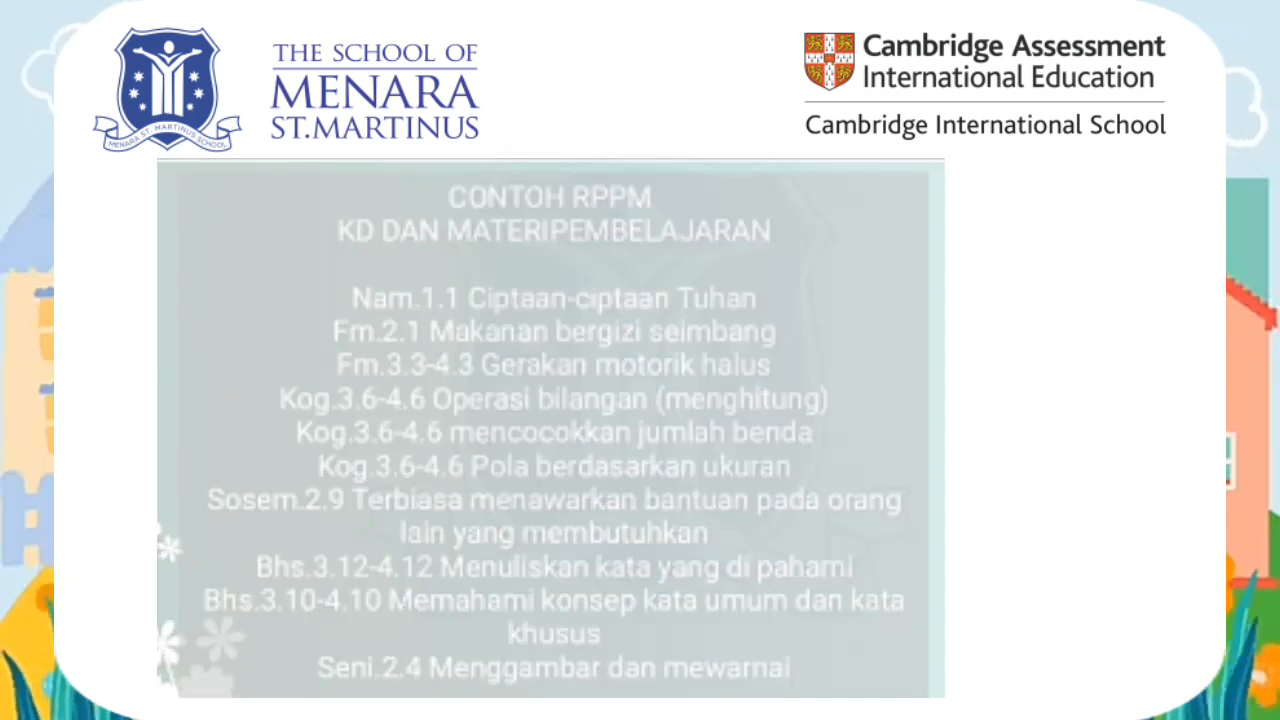 THE SCHOOL OF
MENARA
ST.MARTINUS
MENARA ST. MARTINUS SCHOOL
Cambridge Assessment
International Education
Cambridge International School
CONTOH RPPM
KD DAN MATERIPEMBELAJARAN
Nam.1.1 Ciptaan-ciptaan Tuhan
Fm.2.1 Makanan bergizi seimbang
Fm.3.3-4.3 Gerakan motorik halus
Kog.3.6-4.6 Operasi bilangan (menghitung)
Kog.3.6-4.6 mencocokkan jumlah benda
Kog.3.6-4.6 Pola berdasarkan ukuran
Sosem.2.9 Terbiasa menawarkan bantuan pada orang
lain yang membutuhkan
Bhs.3.12-4.12 Menuliskan kata yang di pahami
Bhs.3.10-4.10 Memahami konsep kata umum dan kata
khusus
Seni.2.4 Menggambar dan mewarnai